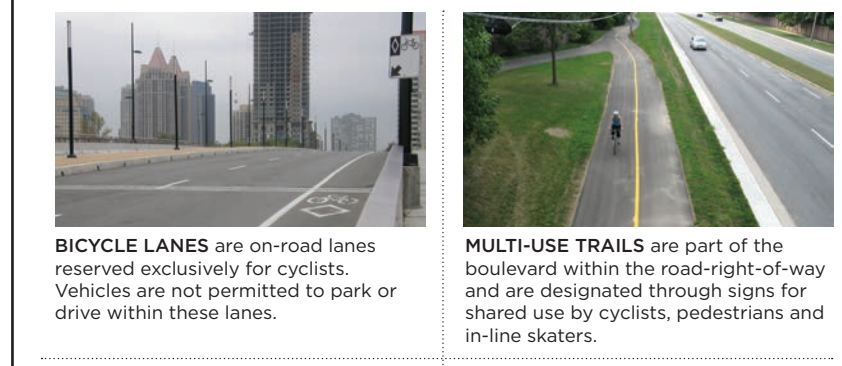 BICYCLE LANES are on-road lanes
reserved exclusively for cyclists.
Vehicles are not permitted to park or
drive within these lanes.
MULTI-USE TRAILS are part of the
boulevard within the road-right-of-way
and are designated through signs for
shared use by cyclists, pedestrians and
in-line skaters.